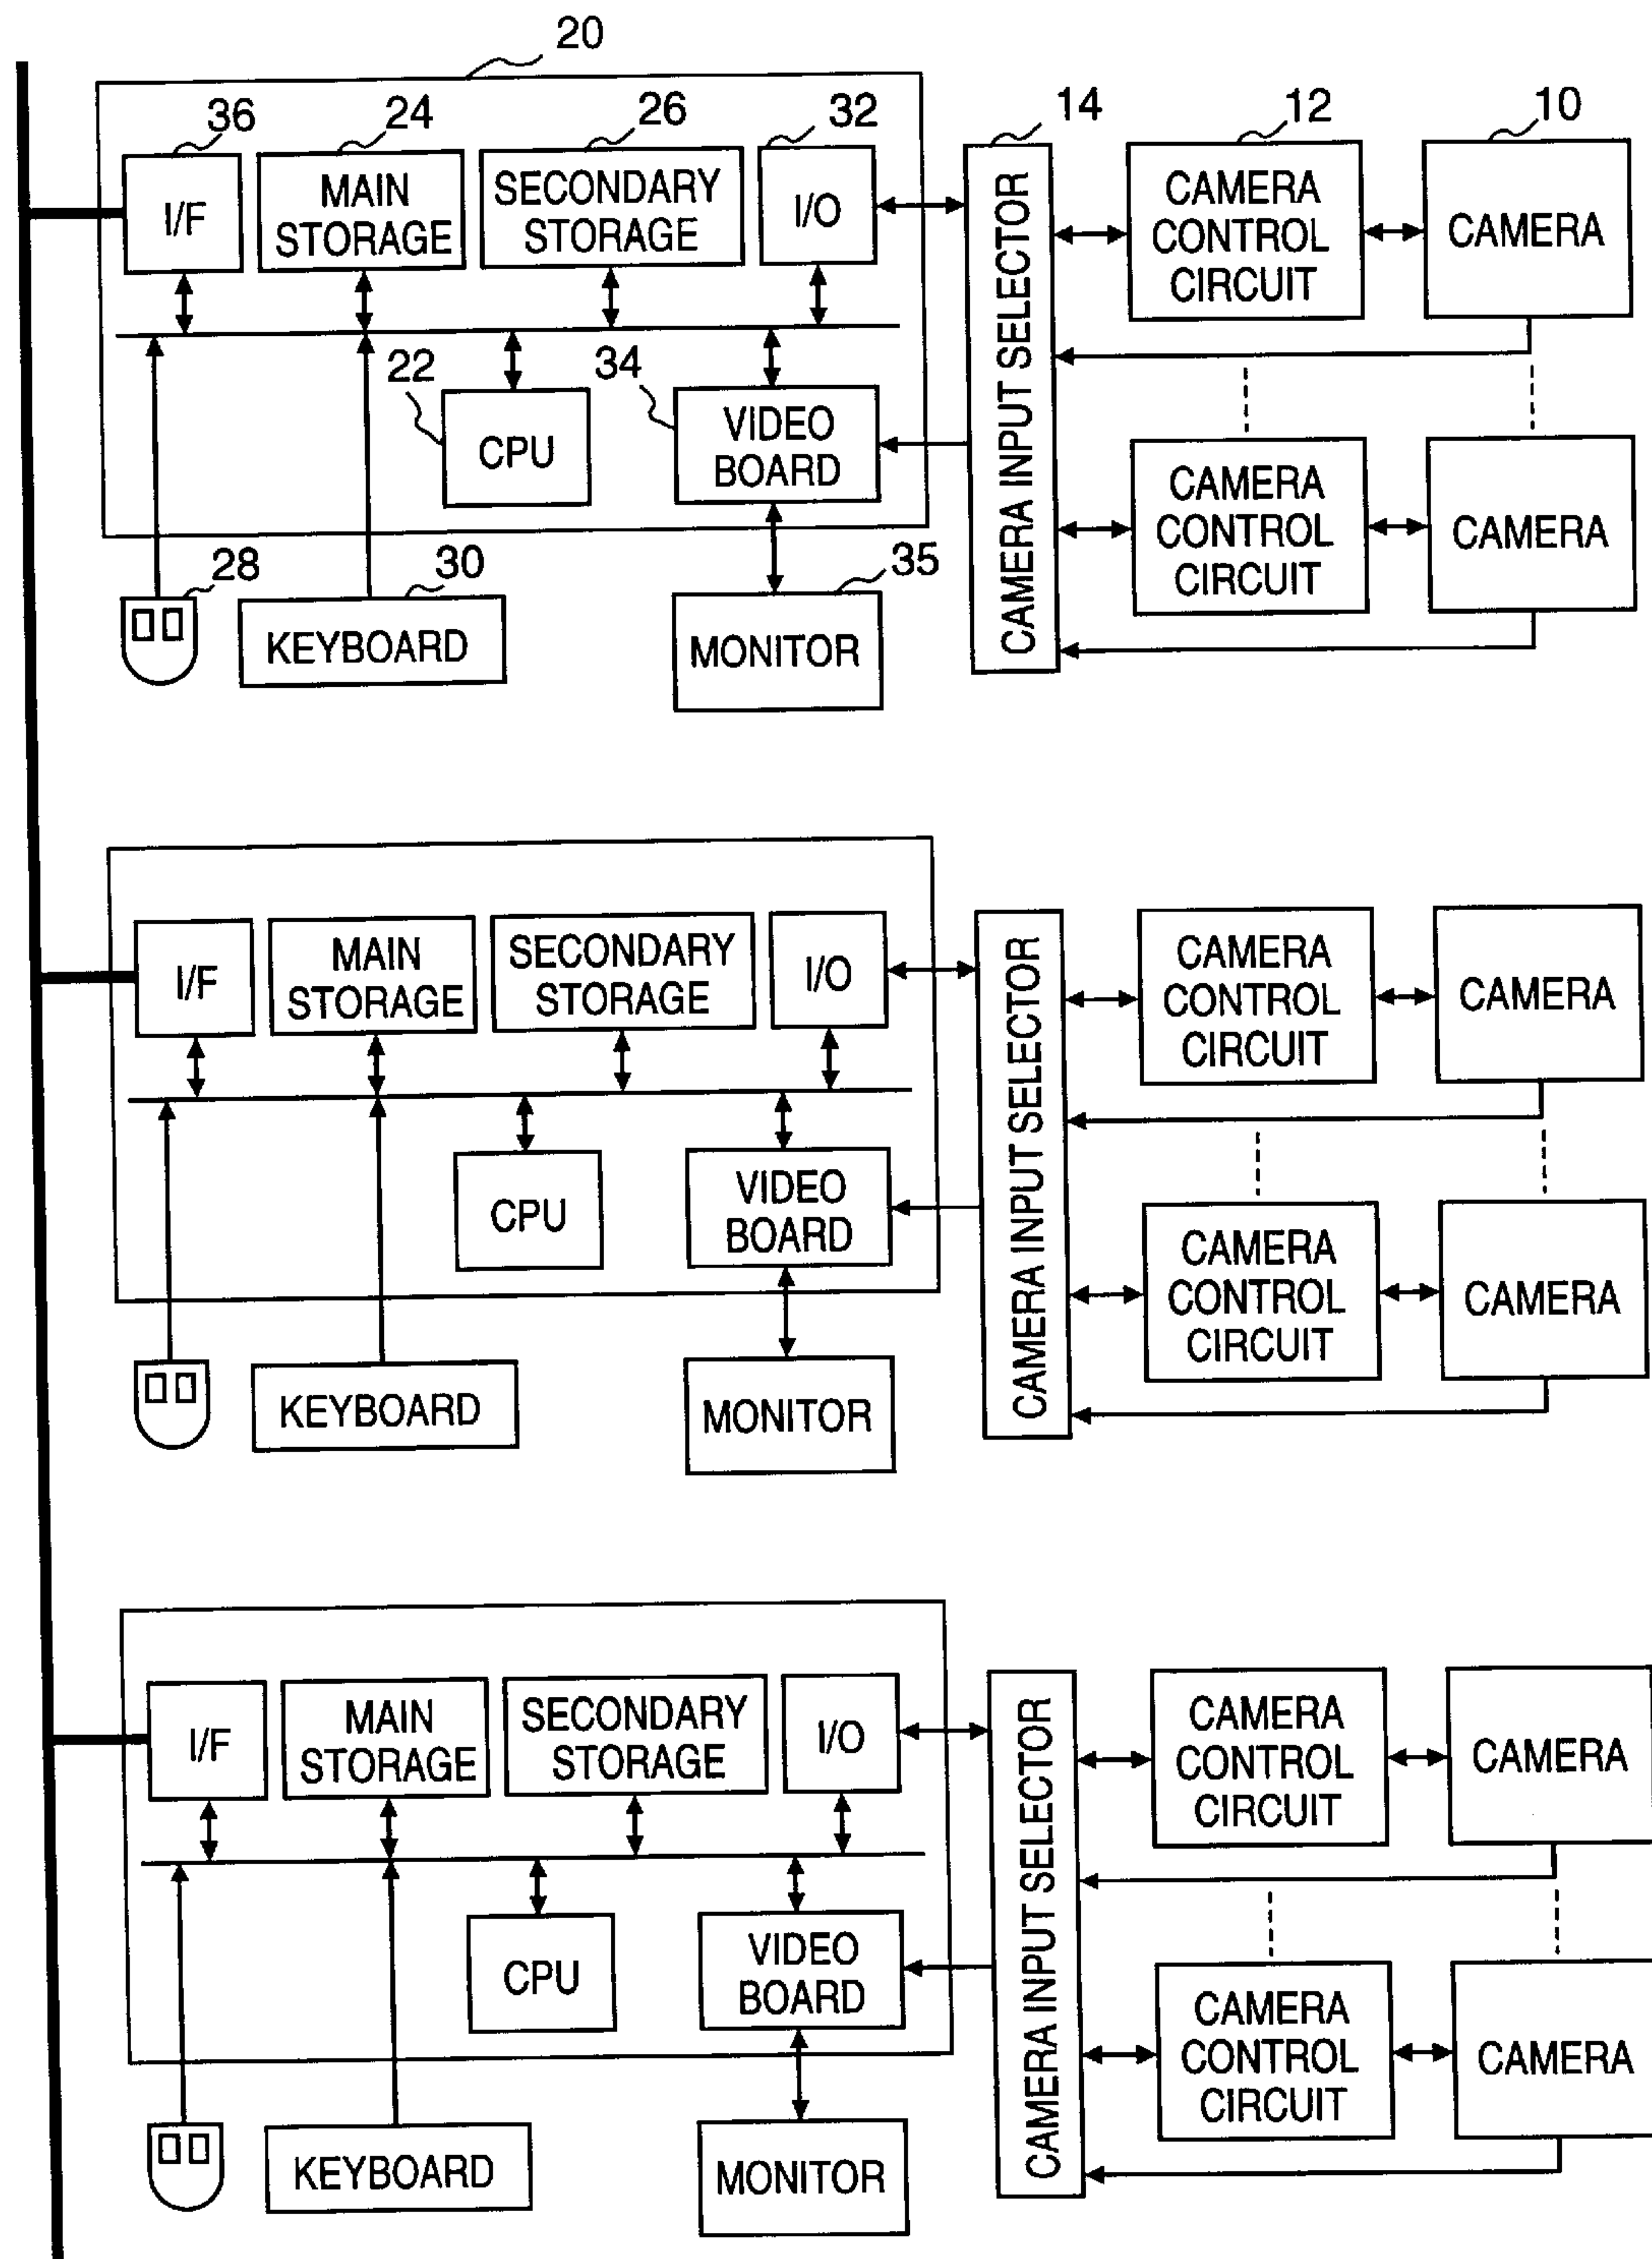 20
36
24
26
32
14
12
10
I/F
MAIN
STORAGE
SECONDARY
STORAGE
I/O
CAMERA INPUT SELECTOR
CAMERA
CONTROL
CIRCUIT
CAMERA
22
CPU
34
VIDEO
BOARD
CAMERA
CONTROL
CIRCUIT
CAMERA
28
30
KEYBOARD
35
MONITOR
I/F
MAIN
STORAGE
SECONDARY
STORAGE
I/O
CAMERA INPUT SELECTOR
CAMERA
CONTROL
CIRCUIT
CAMERA
CPU
VIDEO
BOARD
CAMERA
CONTROL
CIRCUIT
CAMERA
KEYBOARD
MONITOR
I/F
MAIN
STORAGE
SECONDARY
STORAGE
I/O
CAMERA INPUT SELECTOR
CAMERA
CONTROL
CIRCUIT
CAMERA
CPU
VIDEO
BOARD
CAMERA
CONTROL
CIRCUIT
CAMERA
KEYBOARD
MONITOR